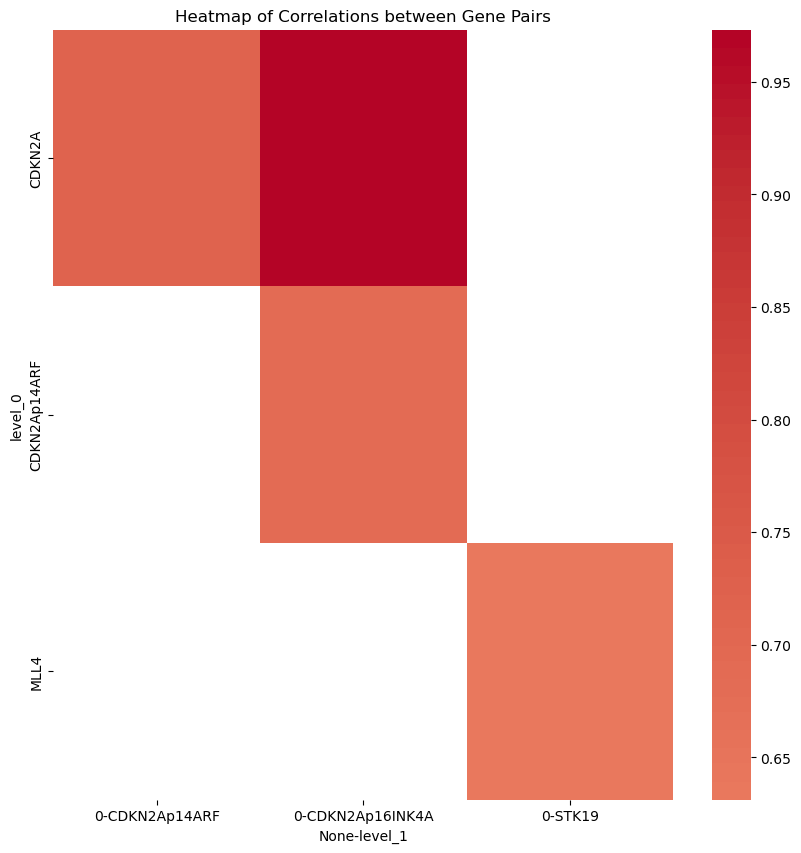 Heatmap of Correlations between Gene Pairs
CDKN2A
CDKN2Ap14ARF
MLL4
level_0
0-CDKN2Ap14ARF
0-CDKN2Ap16INK4A
0-STK19
None-level_1
0.95
0.90
0.85
0.80
0.75
0.70
0.65